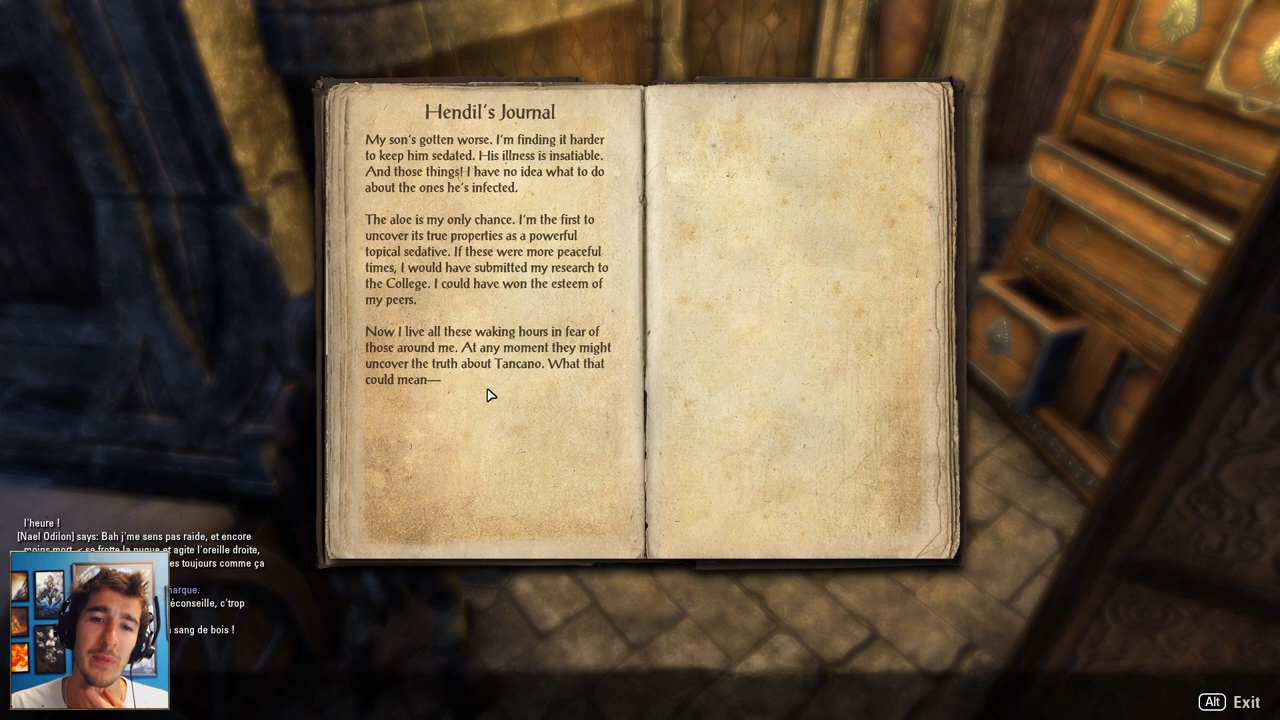 Hendil's Journal
My son's gotten worse. I'm finding it harder
to keep him sedated. His illness is insatiable.
And those things! I have no idea what to do
about the ones he's infected.
The aloe is my only chance. I'm the first to
uncover its true properties as a powerful
topical sedative. If these were more peaceful
times, I would have submitted my research to
the College. I could have won the esteem of
my peers.
Now I live all these waking hours in fear of
those around me. At any moment they might
uncover the truth about Tancano. What that
could mean—
l'heure !
[Nael Odilon] says: Bah j'me sens pas raide, et encore
moins mort < se frotte la nuque et agite l'oreille droite,
es toujours comme ça
marque.
éconseille, c'trop
sang de bois !
Alt Exit